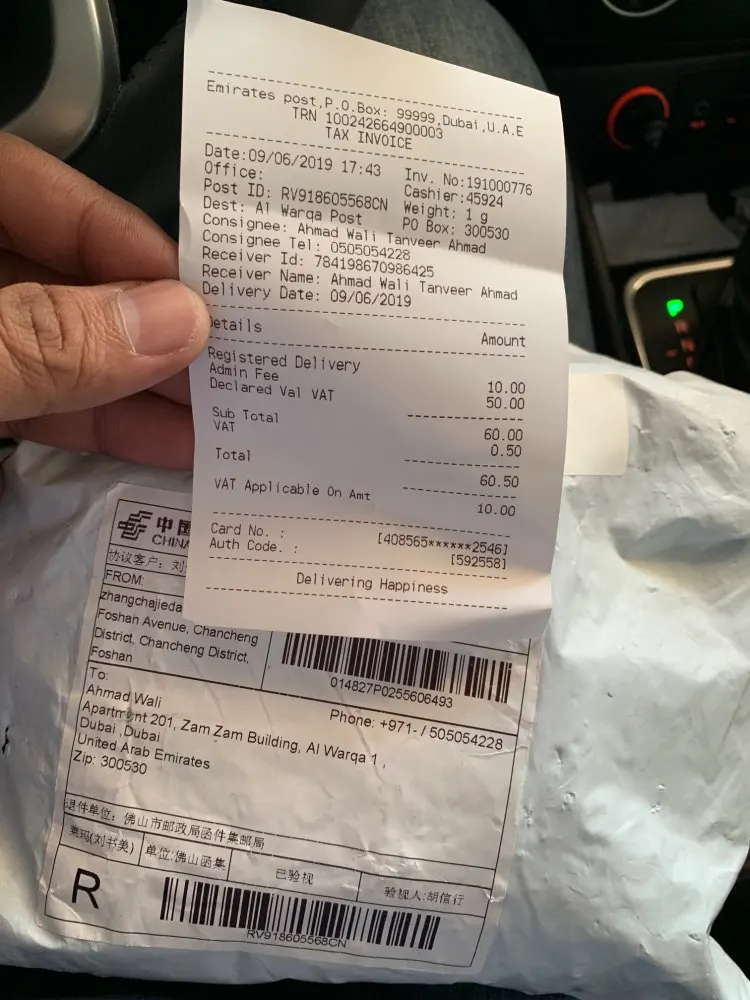 Emirates post,P.O.Box: 99999,Dubai,U.A.E
TRN 100242664900003
TAX INVOICE
Date:09/06/2019 17:43 Inv. No:191000776
Office: Cashier:45924
Post ID: RV918605568CN Weight: 1 g
Dest: Al Warqa Post PO Box: 300530
Consignee: Ahmad Wali Tanveer Ahmad
Consignee Tel: 0505054228
Receiver Id: 784198670986425
Receiver Name: Ahmad Wali Tanveer Ahmad
Delivery Date: 09/06/2019
Details Amount
Registered Delivery 10.00
Admin Fee 50.00
Declared Val VAT
Sub Total 60.00
VAT 0.50
Total 60.50
VAT Applicable On Amt 10.00
Card No. : [408565******2546]
Auth Code. : [592558]
Delivering Happiness
中国
CHINA
协议客户: 刘
FROM:
zhangchajieda
Foshan Avenue, Chancheng
District, Chancheng District,
Foshan
014827P0255606493
To:
Ahmad Wali Phone: +971- / 505054228
Apartment 201, Zam Zam Building, Al Warqa 1 ,
Dubai ,Dubai
United Arab Emirates
Zip: 300530
退件单位: 佛山市邮政局函件集邮局
(刘书美) 单位:佛山函集 已验视 验视人:胡信行
R
RV918605568CN